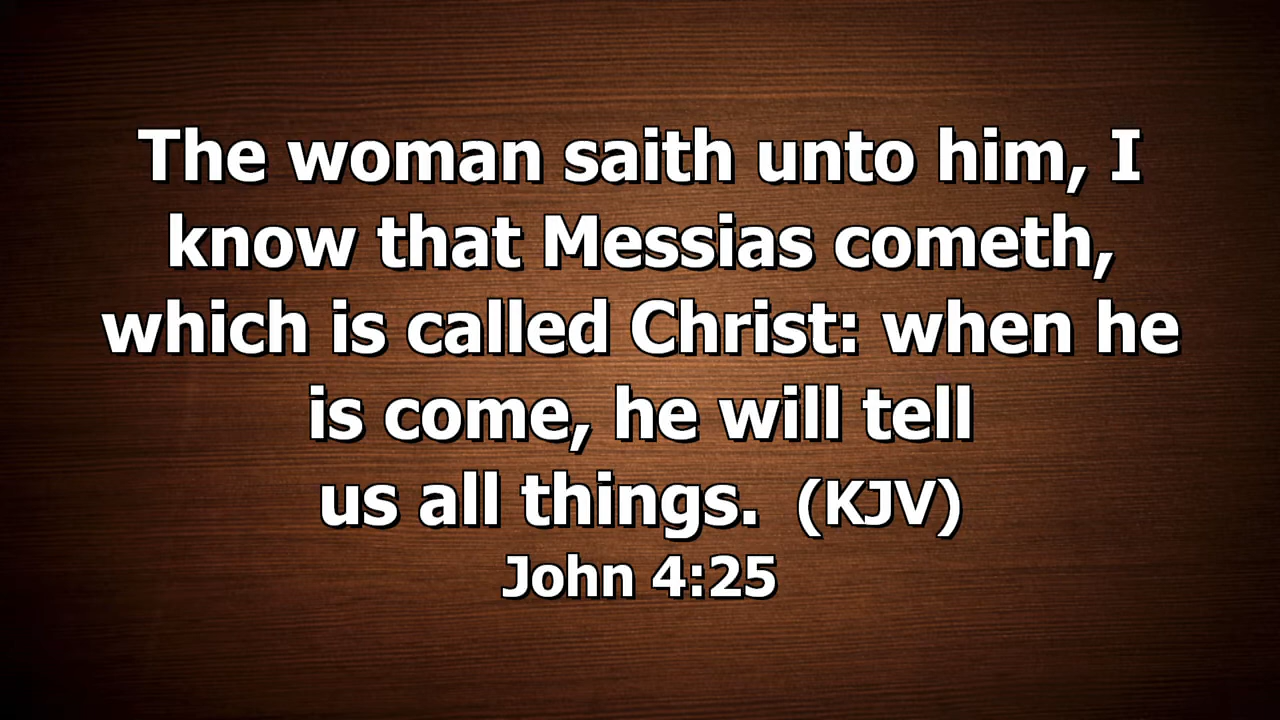 The woman saith unto him, I
know that Messias cometh,
which is called Christ: when he
is come, he will tell
us all things. (KJV)
John 4:25